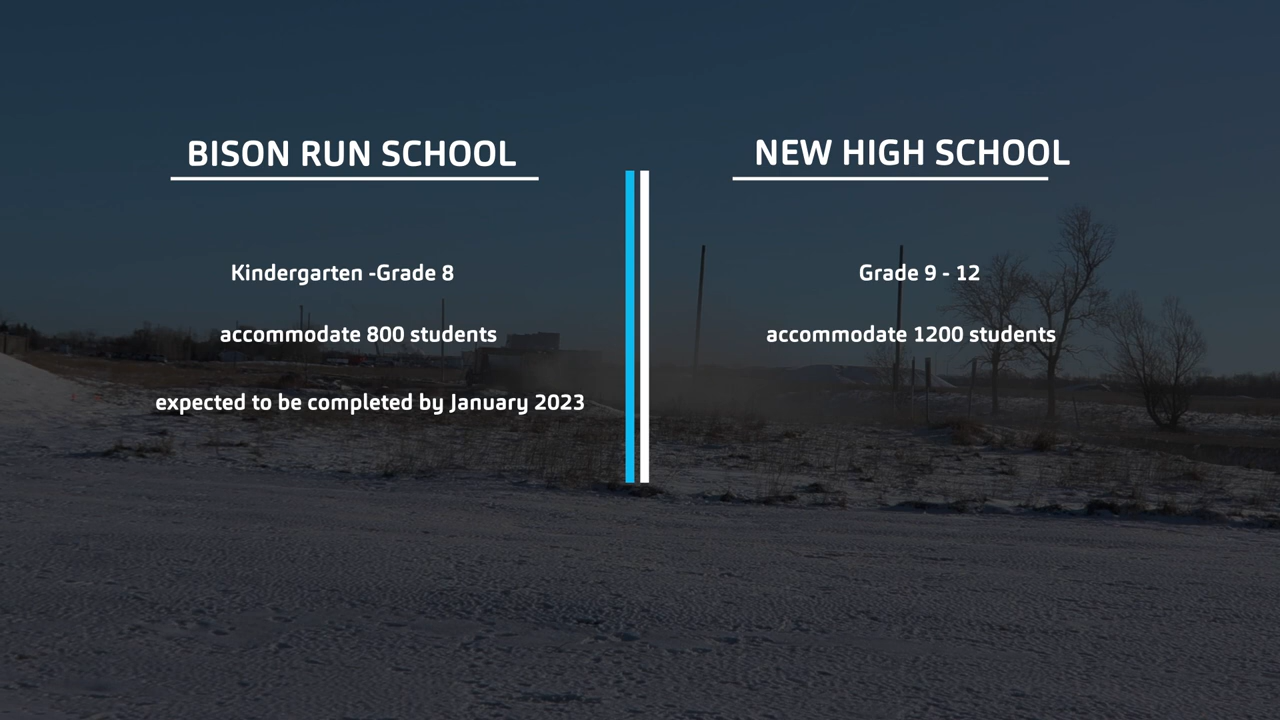 BISON RUN SCHOOL
Kindergarten -Grade 8
accommodate 800 students
expected to be completed by January 2023
NEW HIGH SCHOOL
Grade 9 - 12
accommodate 1200 students